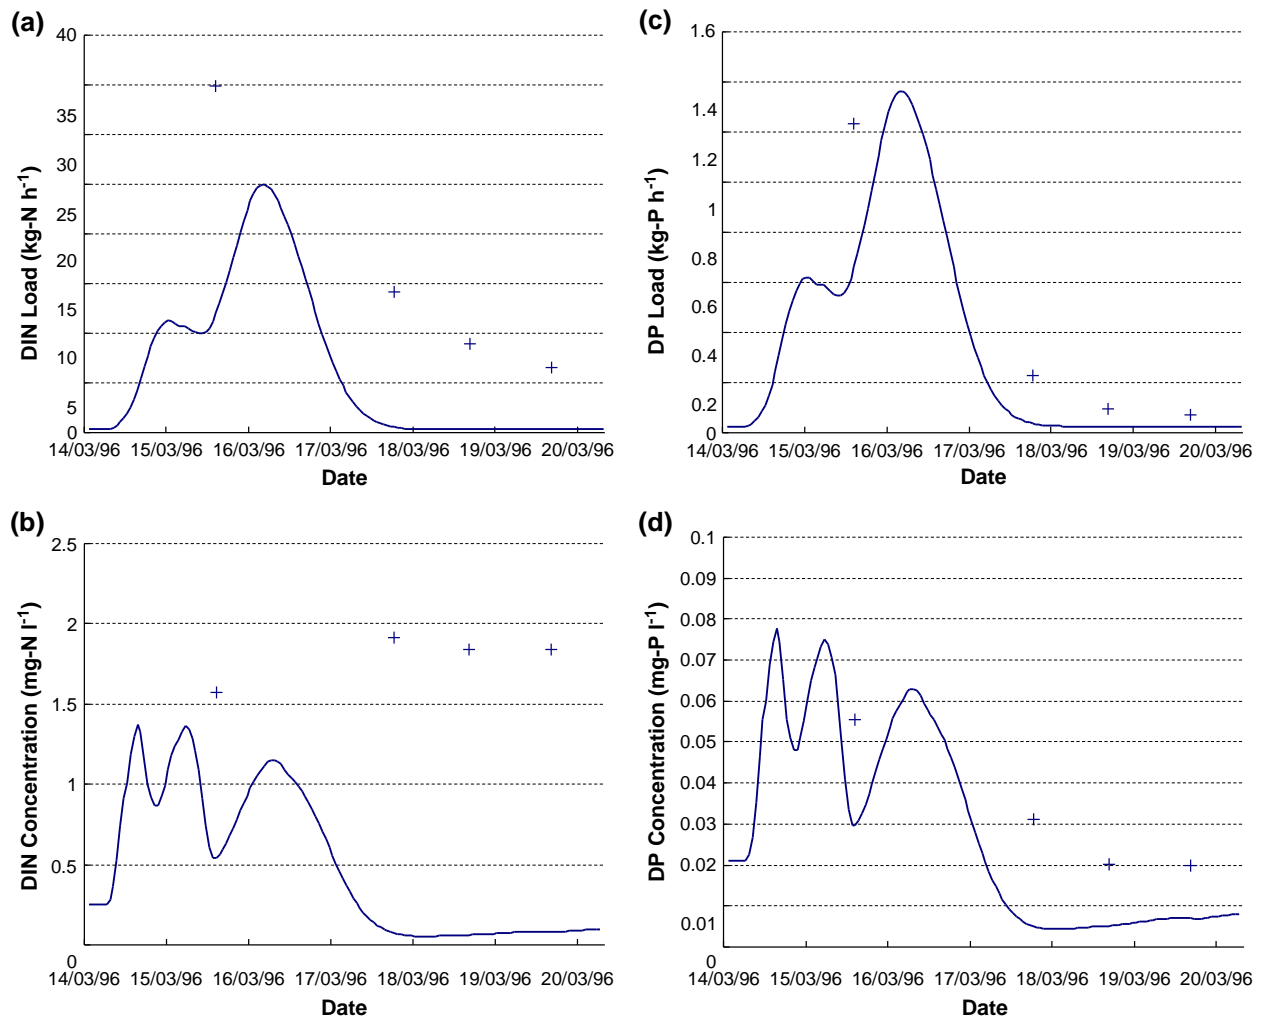 (a)
40
35
30
25
20
15
10
5
0
DIN Load (kg-N h-1)
14/03/96 15/03/96 16/03/96 17/03/96 18/03/96 19/03/96 20/03/96
Date
(c)
1.6
1.4
1.2
1
0.8
0.6
0.4
0.2
0
DP Load (kg-P h-1)
14/03/96 15/03/96 16/03/96 17/03/96 18/03/96 19/03/96 20/03/96
Date
(b)
2.5
2
1.5
1
0.5
0
DIN Concentration (mg-N l-1)
14/03/96 15/03/96 16/03/96 17/03/96 18/03/96 19/03/96 20/03/96
Date
(d)
0.1
0.09
0.08
0.07
0.06
0.05
0.04
0.03
0.02
0.01
0
DP Concentration (mg-P l-1)
14/03/96 15/03/96 16/03/96 17/03/96 18/03/96 19/03/96 20/03/96
Date